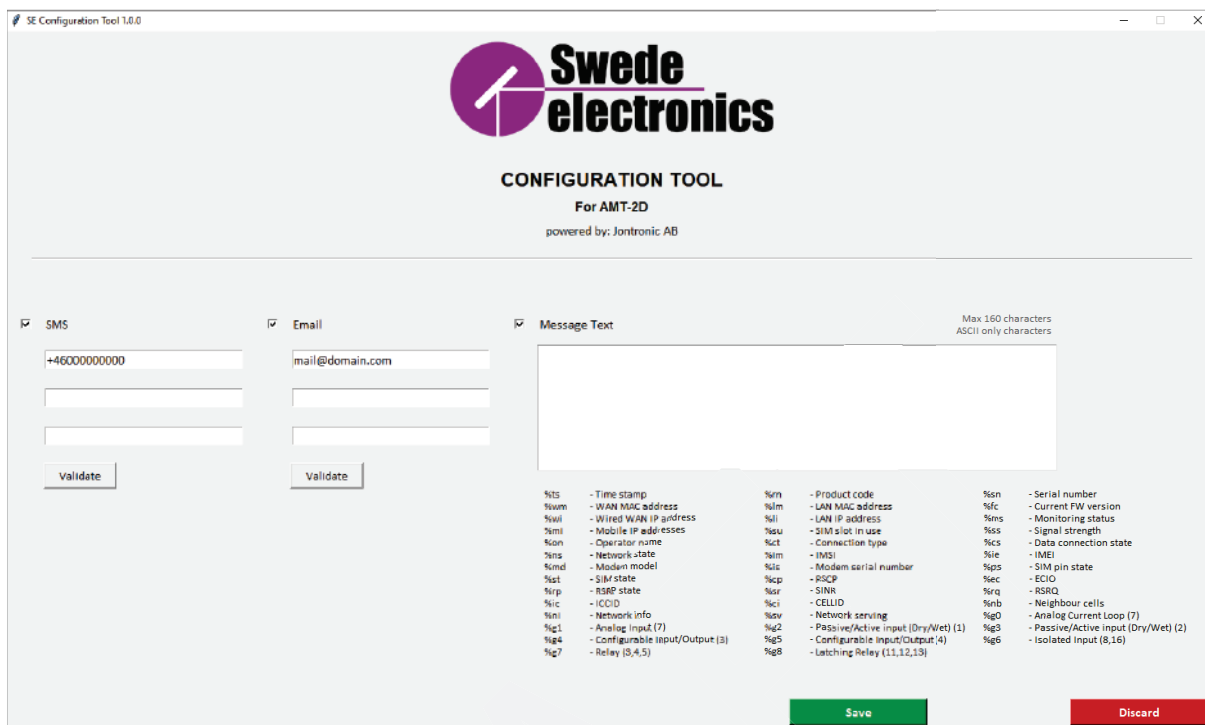 SE Configuration Tool 1.0.0
Swede
electronics
CONFIGURATION TOOL
For AMT-2D
powered by: Jontronic AB
SMS
Email
Message Text
Max 160 characters
ASCII only characters
+46000000000
mail@domain.com
Validate
Validate
%ts - Time stamp %rn - Product code %sn - Serial number
%wm - WAN MAC address %lm - LAN MAC address %fc - Current FW version
%wi - Wired WAN IP address %li - LAN IP address %ms - Monitoring status
%mi - Mobile IP addresses %su - SIM slot in use %ss - Signal strength
%on - Operator name %ct - Connection type %cs - Data connection state
%ns - Network state %im - IMSI %ie - IMEI
%md - Modem model %is - Modem serial number %ps - SIM pin state
%st - SIM state %cp - RSCP %ec - ECIO
%rp - RSRP state %sr - SINR %rq - RSRQ
%ic - ICCID %ci - CELLID %nb - Neighbour cells
%ni - Network info %sv - Network serving %g0 - Analog Current Loop (7)
%g1 - Analog Input (7) %g2 - Passive/Active input (Dry/Wet) (1) %g3 - Passive/Active input (Dry/Wet) (2)
%g4 - Configurable Input/Output (3) %g5 - Configurable Input/Output (4) %g6 - Isolated Input (8,16)
%g7 - Relay (3,4,5) %g8 - Latching Relay (11,12,13)
Save
Discard